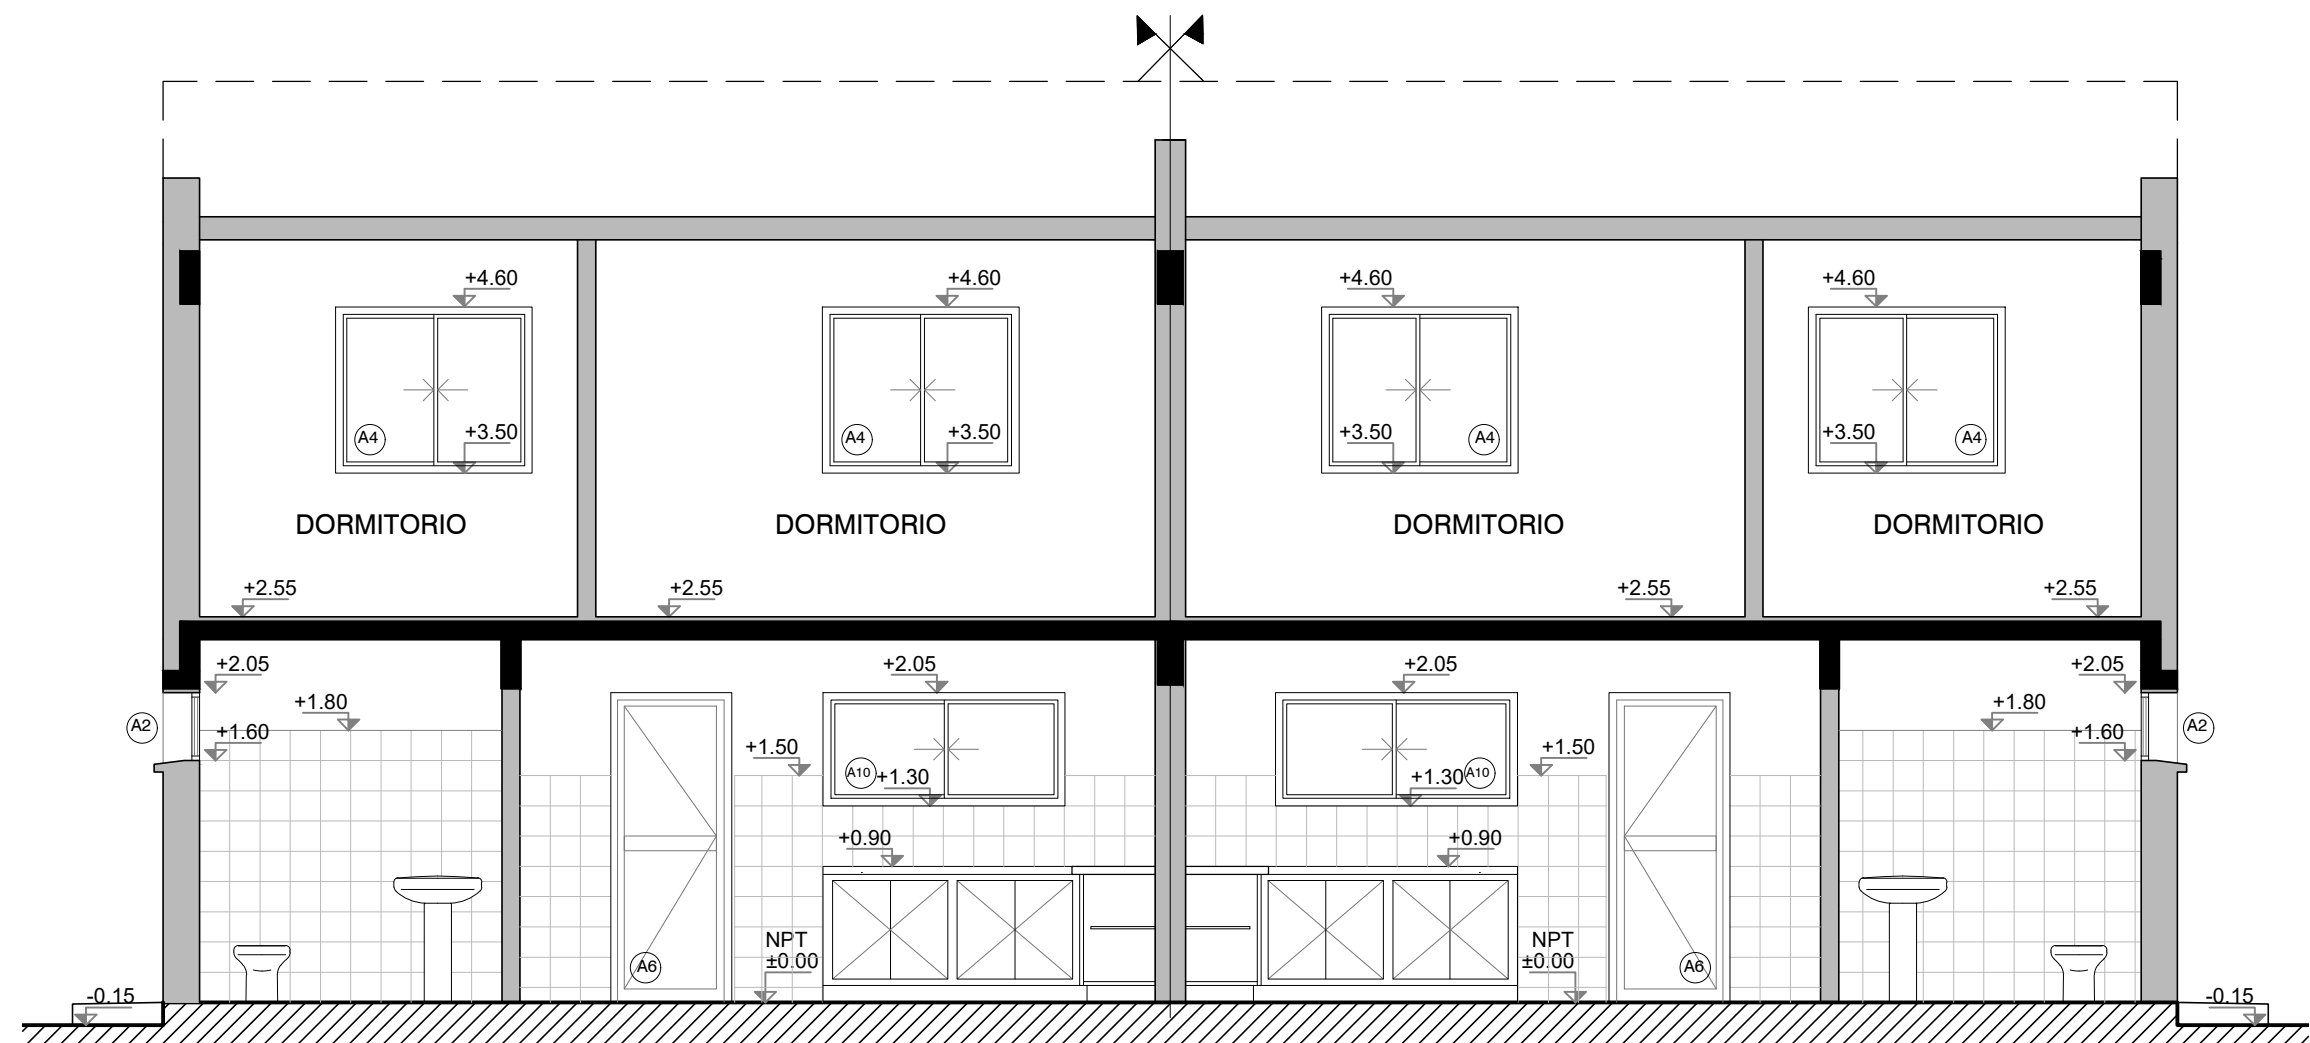 +4.60
+4.60
+4.60
+4.60
A4
+3.50
A4
+3.50
+3.50
A4
+3.50
A4
DORMITORIO
DORMITORIO
DORMITORIO
DORMITORIO
+2.55
+2.55
+2.55
+2.55
+2.05
+2.05
+2.05
+2.05
+1.80
+1.80
A2
+1.60
+1.60
A2
+1.50
+1.50
A10
+1.30
+1.30
A10
+0.90
+0.90
NPT
±0.00
NPT
±0.00
A6
A6
-0.15
-0.15